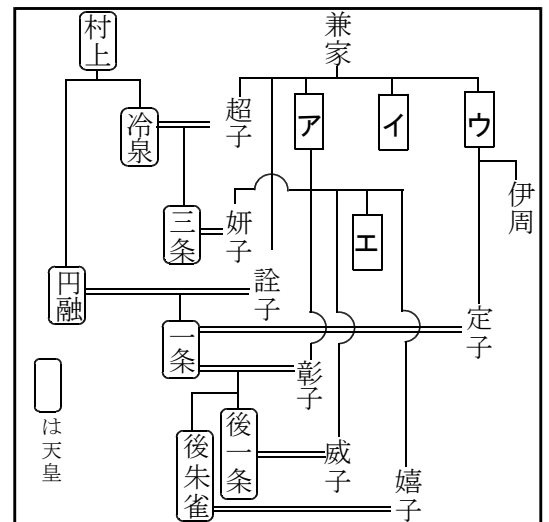 村上
兼家
冷泉
超子
ア
イ
ウ
伊周
三条
妍子
エ
円融
詮子
定子
一条
彰子
後一条
威子
後朱雀
嬉子
は天皇